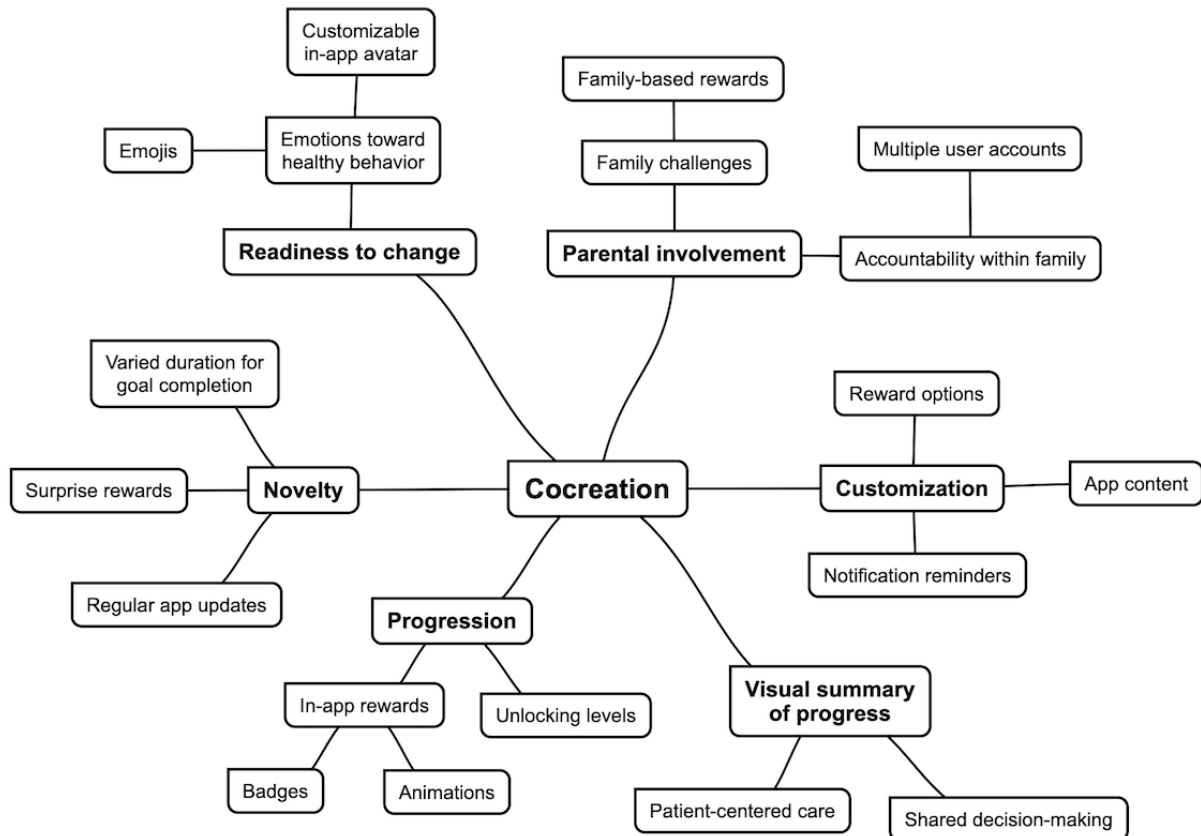 Customizable
in-app avatar
Family-based rewards
Emojis
Emotions toward
healthy behavior
Family challenges
Multiple user accounts
Readiness to change
Parental involvement
Accountability within family
Varied duration for
goal completion
Reward options
Surprise rewards
Novelty
Cocreation
Customization
App content
Regular app updates
Notification reminders
Progression
In-app rewards
Unlocking levels
Visual summary
of progress
Badges
Animations
Patient-centered care
Shared decision-making